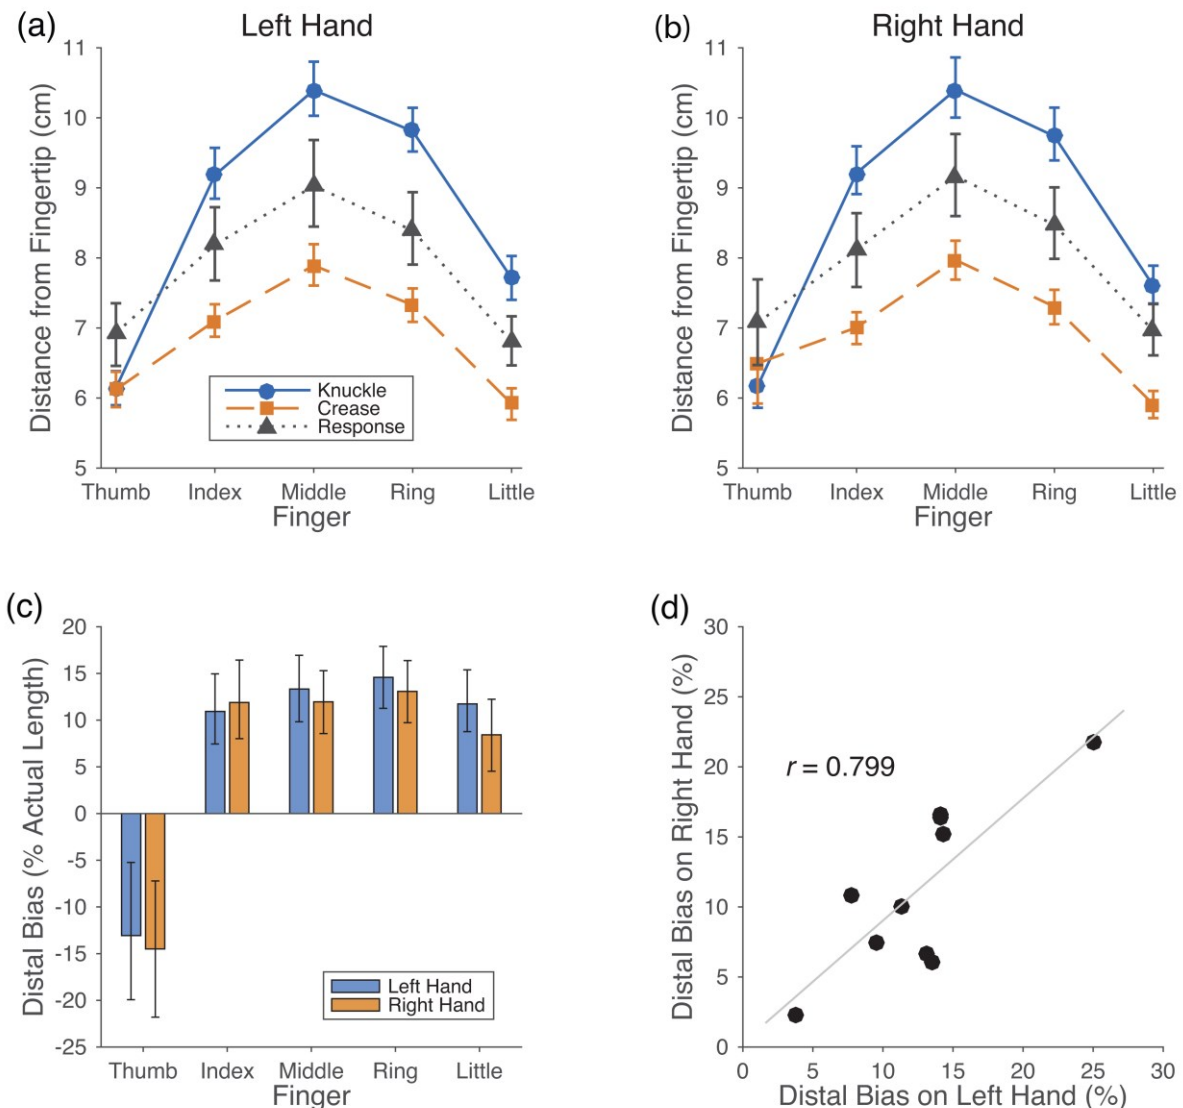 (a)
Left Hand
Distance from Fingertip (cm)
11
10
9
8
7
6
5
Knuckle
Crease
Response
Thumb Index Middle Ring Little
Finger
(b)
Right Hand
Distance from Fingertip (cm)
11
10
9
8
7
6
5
Thumb Index Middle Ring Little
Finger
(c)
Distal Bias (% Actual Length)
20
15
10
5
0
-5
-10
-15
-20
-25
Left Hand
Right Hand
Thumb Index Middle Ring Little
Finger
(d)
Distal Bias on Right Hand (%)
30
25
20
15
10
5
0
r = 0.799
0 5 10 15 20 25 30
Distal Bias on Left Hand (%)